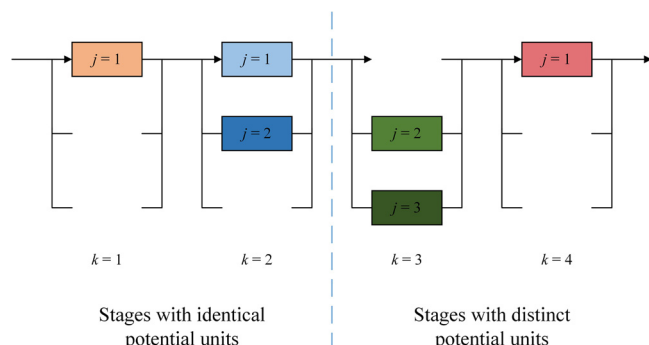 j = 1
j = 1
j = 1
j = 2
j = 2
j = 3
k = 1
k = 2
k = 3
k = 4
Stages with identical
potential units
Stages with distinct
potential units